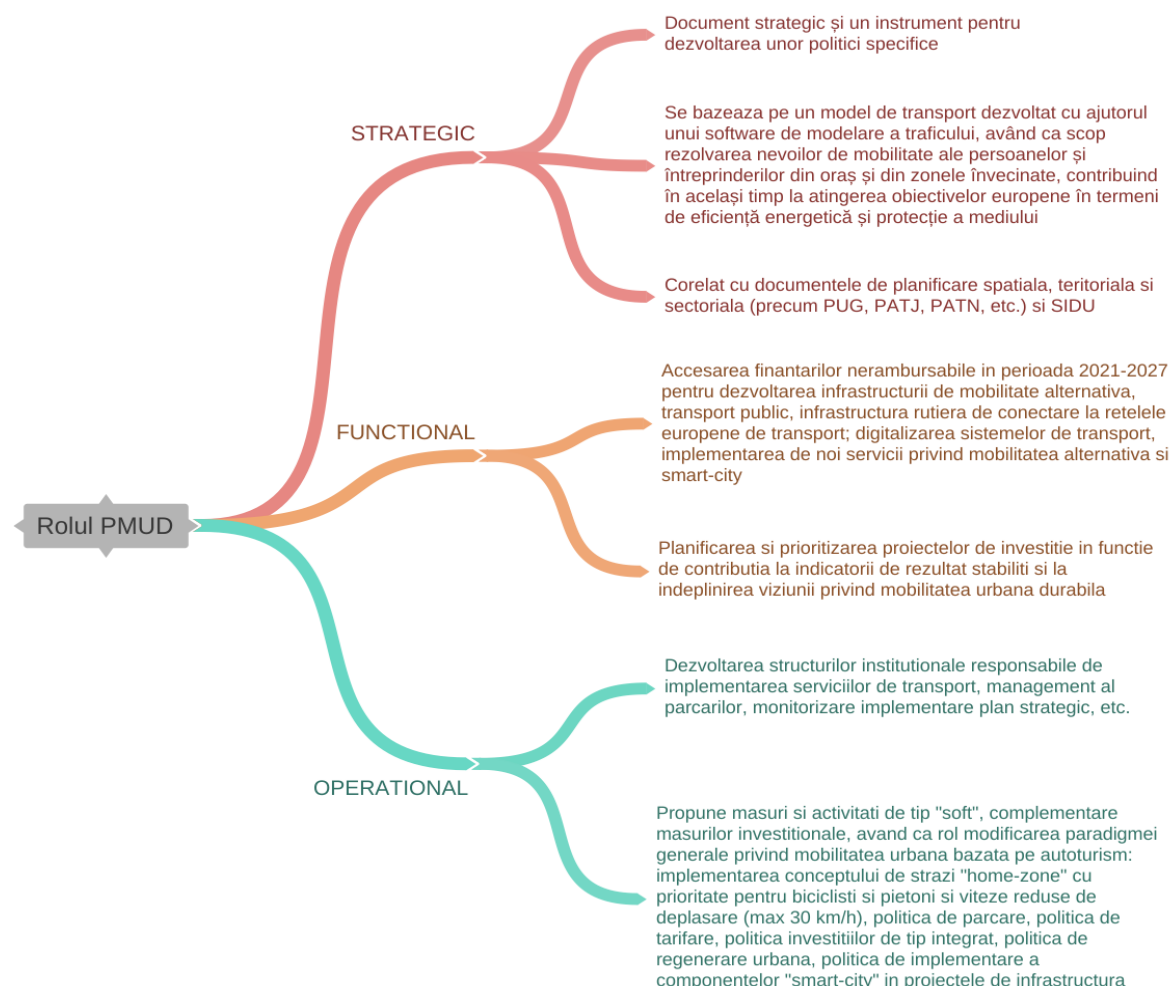 Document strategic și un instrument pentru
dezvoltarea unor politici specifice
STRATEGIC
Se bazeaza pe un model de transport dezvoltat cu ajutorul
unui software de modelare a traficului, având ca scop
rezolvarea nevoilor de mobilitate ale persoanelor și
întreprinderilor din oraș și din zonele învecinate, contribuind
în același timp la atingerea obiectivelor europene în termeni
de eficiență energetică și protecție a mediului
Corelat cu documentele de planificare spatiala, teritoriala si
sectoriala (precum PUG, PATJ, PATN, etc.) si SIDU
Accesarea finantarilor nerambursabile in perioada 2021-2027
pentru dezvoltarea infrastructurii de mobilitate alternativa,
transport public, infrastructura rutiera de conectare la retelele
europene de transport; digitalizarea sistemelor de transport,
implementarea de noi servicii privind mobilitatea alternativa si
smart-city
FUNCTIONAL
Rolul PMUD
Planificarea si prioritizarea proiectelor de investitie in functie
de contributia la indicatorii de rezultat stabiliti si la
indeplinirea viziunii privind mobilitatea urbana durabila
Dezvoltarea structurilor institutionale responsabile de
implementarea serviciilor de transport, management al
parcarilor, monitorizare implementare plan strategic, etc.
OPERATIONAL
Propune masuri si activitati de tip "soft", complementare
masurilor investitionale, avand ca rol modificarea paradigmei
generale privind mobilitatea urbana bazata pe autoturism:
implementarea conceptului de strazi "home-zone" cu
prioritate pentru biciclisti si pietoni si viteze reduse de
deplasare (max 30 km/h), politica de parcare, politica de
tarifare, politica investitiilor de tip integrat, politica de
regenerare urbana, politica de implementare a
componentelor "smart-city" in proiectele de infrastructura